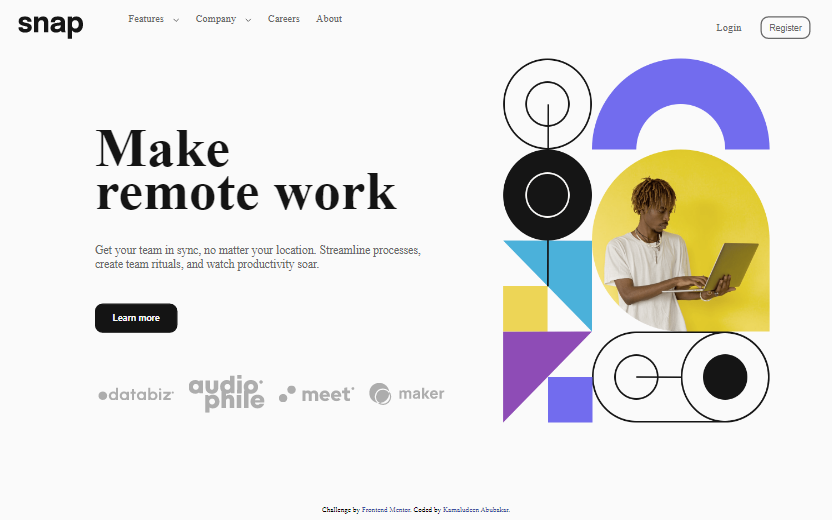 snap
Features Company Careers About
Login Register
Make
remote work
Get your team in sync, no matter your location. Streamline processes,
create team rituals, and watch productivity soar.
Learn more
databiz
audio
phile
meet
maker
Challenge by Frontend Mentor. Coded by Kamaludeen Abubakar.